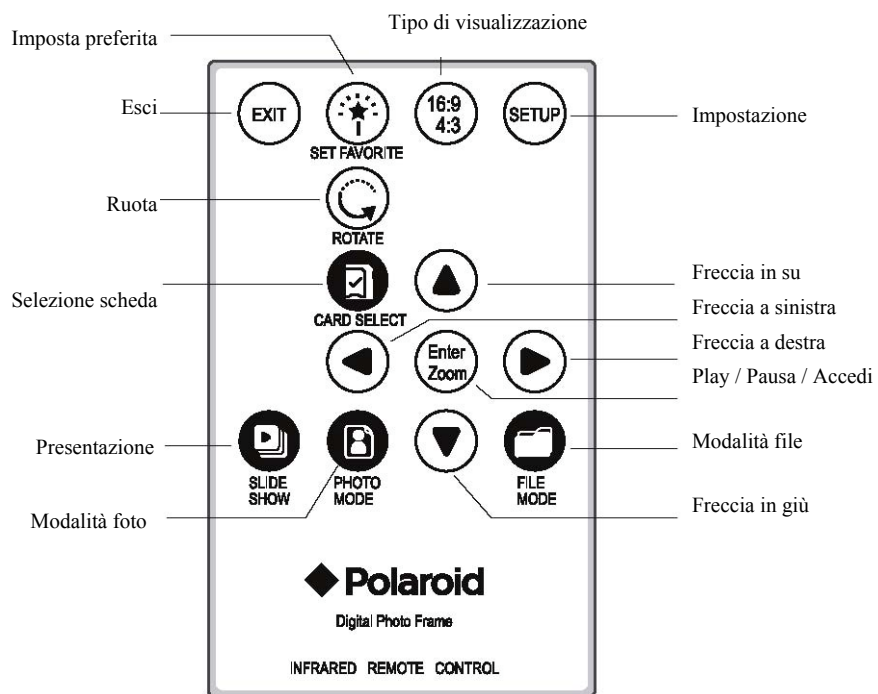 Tipo di visualizzazione
Imposta preferita
Esci
EXIT
16:9
4:3
SETUP
Impostazione
SET FAVORITE
Ruota
ROTATE
Freccia in su
Selezione scheda
Freccia a sinistra
CARD SELECT
Freccia a destra
Enter
Zoom
Play / Pausa / Accedi
Presentazione
Modalità file
SLIDE
SHOW
PHOTO
MODE
FILE
MODE
Freccia in giù
Modalità foto
Polaroid
Digital Photo Frame
INFRARED REMOTE CONTROL